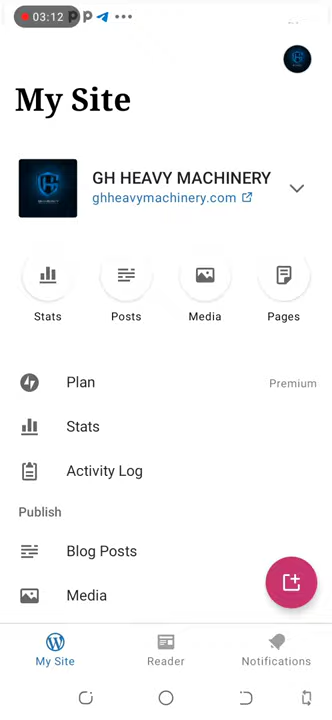 03:12
My Site
GH HEAVY MACHINERY
ghheavymachinery.com
Stats
Posts
Media
Pages
Plan
Premium
Stats
Activity Log
Publish
Blog Posts
Media
My Site
Reader
Notifications